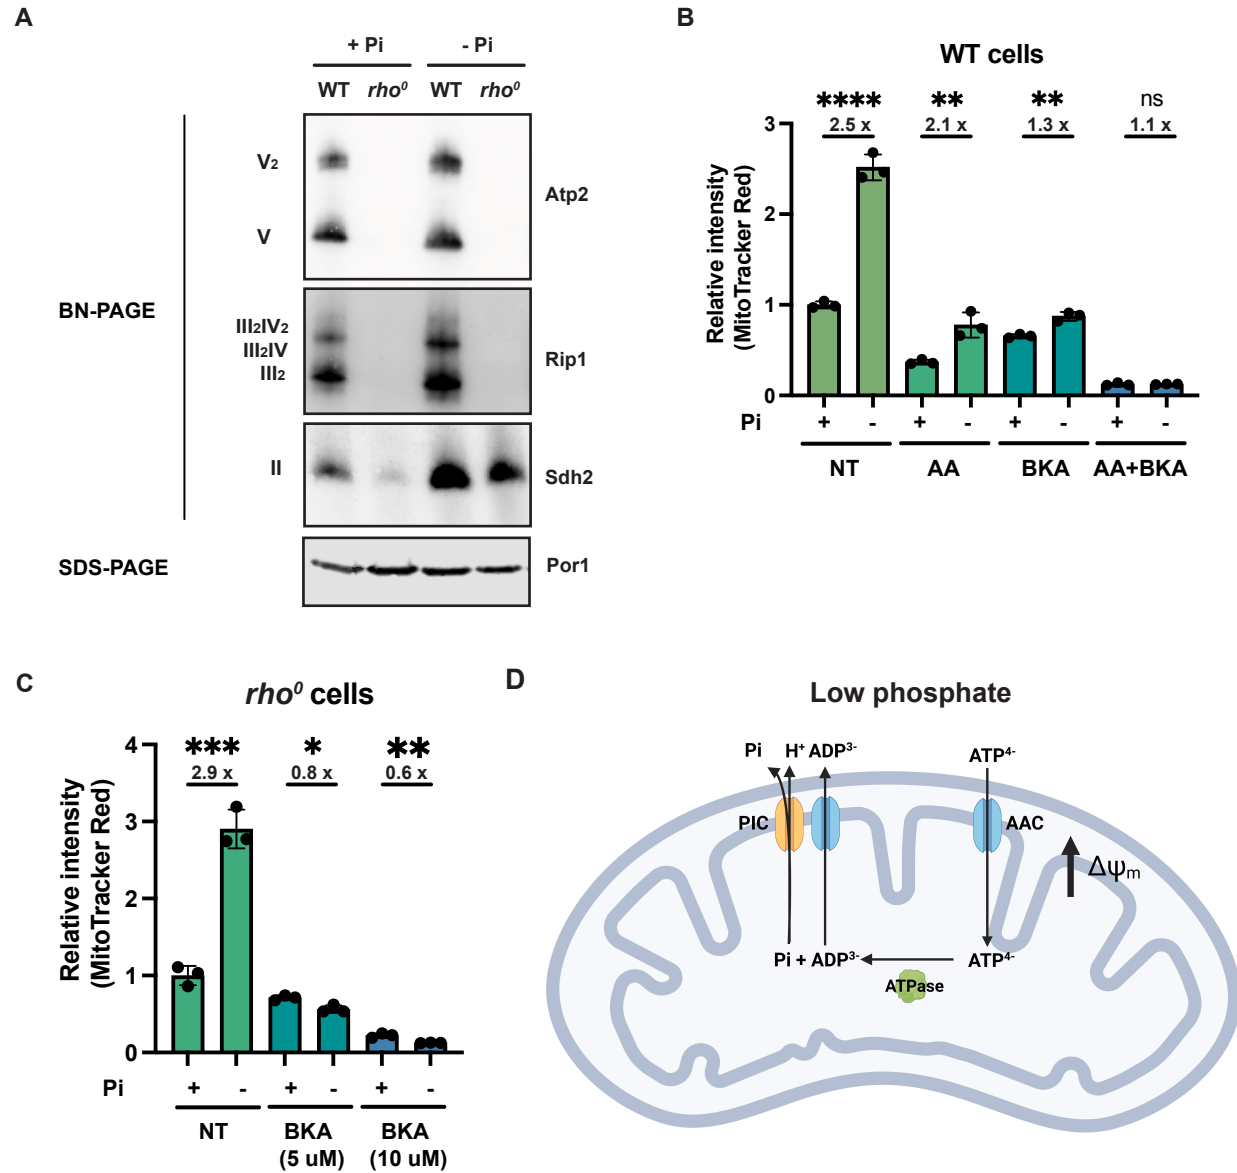 A
+ Pi
- Pi
WT
rho⁰
WT
rho⁰
BN-PAGE
V₂
V
Atp2
III₂IV₂
III₂IV
III₂
Rip1
II
Sdh2
SDS-PAGE
Por1
B
WT cells
**** ** ** ns
2.5 x 2.1 x 1.3 x 1.1 x
Relative intensity
(MitoTracker Red)
3
2
1
0
Pi + - + - + - + -
NT AA BKA AA+BKA
C
rho⁰ cells
*** * **
2.9 x 0.8 x 0.6 x
Relative intensity
(MitoTracker Red)
4
3
2
1
0
Pi + - + - + -
NT BKA BKA
(5 uM) (10 uM)
D
Low phosphate
Pi H⁺ ADP³⁻ ATP⁴⁻
PIC AAC
Δψₘ
Pi + ADP³⁻ ATP⁴⁻
ATPase